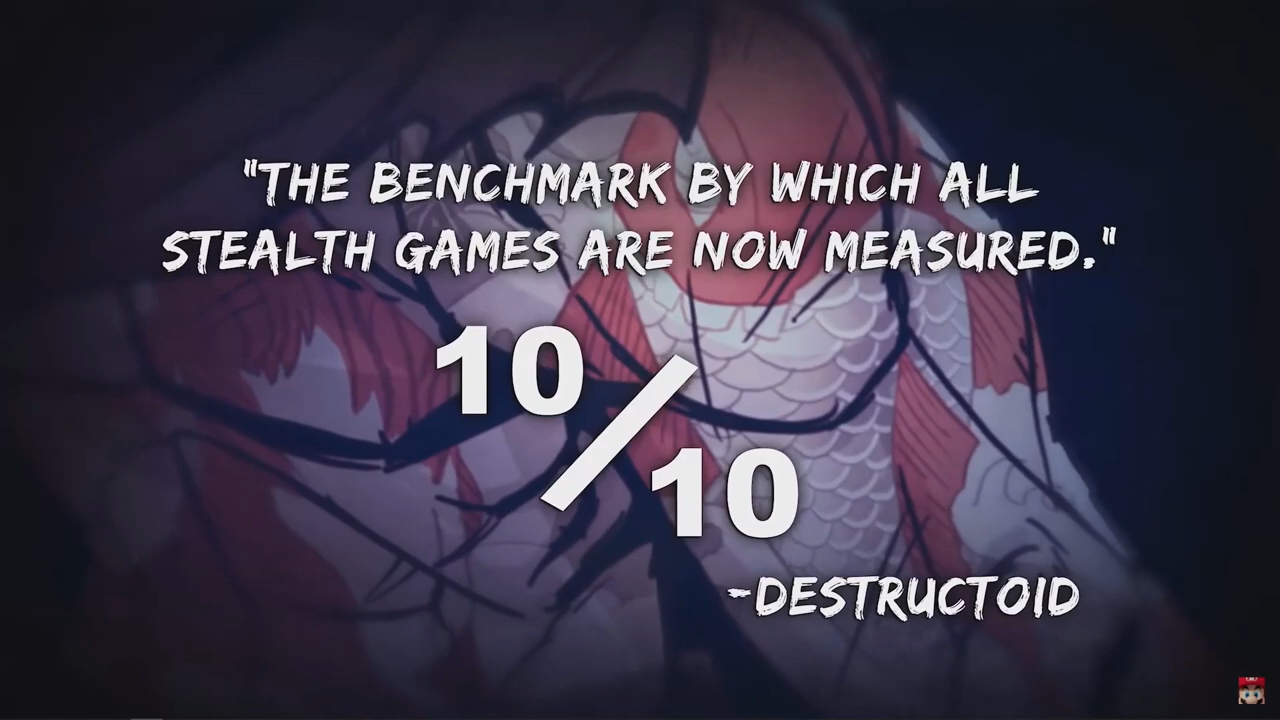 "THE BENCHMARK BY WHICH ALL
STEALTH GAMES ARE NOW MEASURED."
10/10
-DESTRUCTOID